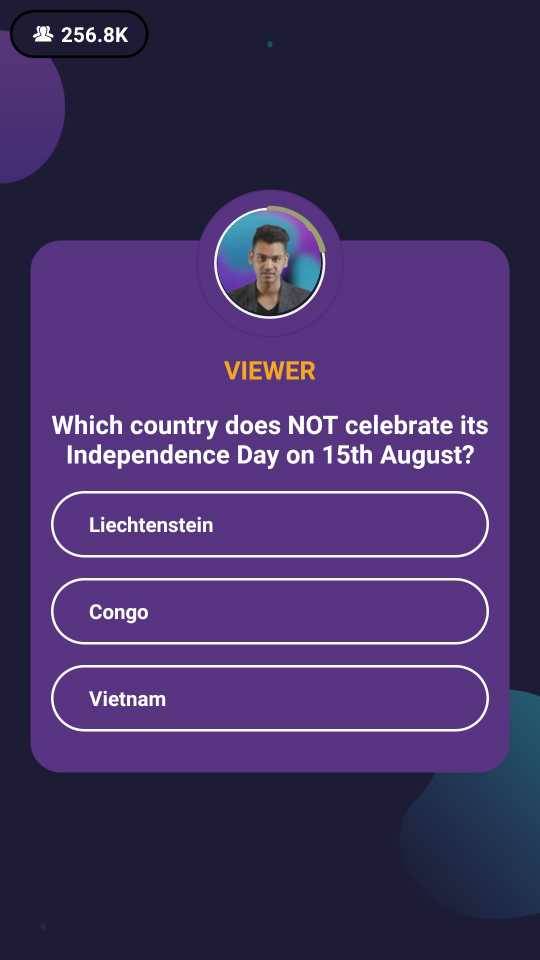 256.8K
VIEWER
Which country does NOT celebrate its
Independence Day on 15th August?
Liechtenstein
Congo
Vietnam